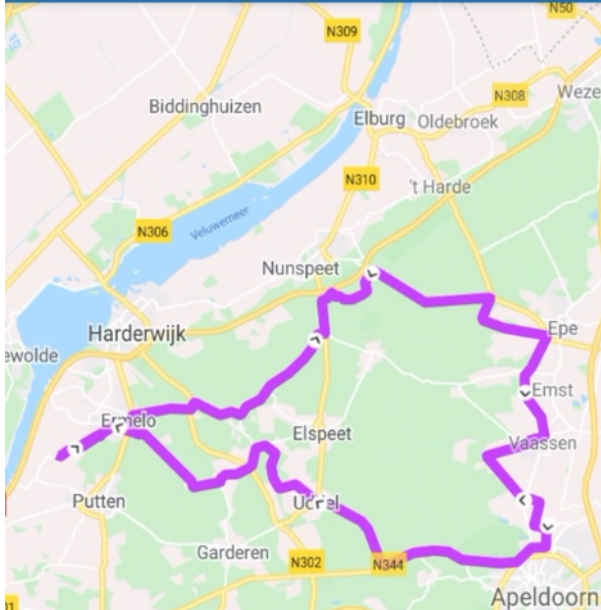 N50
N309
N308
Weze
Biddinghuizen
Elburg
Oldebroek
N310
't Harde
Veluwemeer
N306
Nunspeet
Harderwijk
Epe
ewolde
Emst
Ermelo
Elspeet
Vaassen
Putten
Uddel
Garderen
N302
N344
Apeldoorn
01